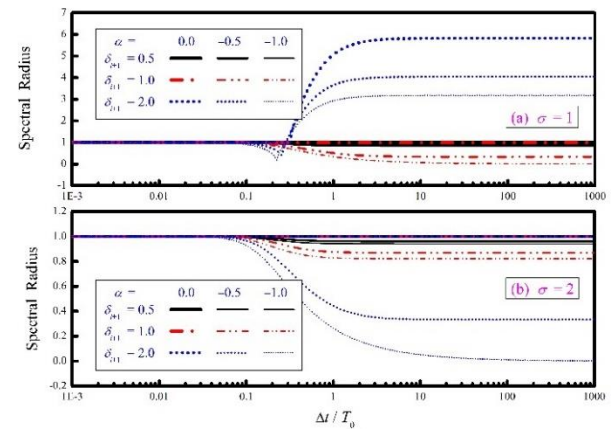 7
6
5
4
3
2
1
0
-1
Spectral Radius
α = 0.0 −0.5 −1.0
δi+1 = 0.5
δi+1 = 1.0
δi+1 = 2.0
(a) σ = 1
1E-3 0.01 0.1 1 10 100 1000
1.2
1.0
0.8
0.6
0.4
0.2
0.0
-0.2
Spectral Radius
(b) σ = 2
α = 0.0 −0.5 −1.0
δi+1 = 0.5
δi+1 = 1.0
δi+1 = 2.0
1E-3 0.01 0.1 1 10 100 1000
Δt / T0